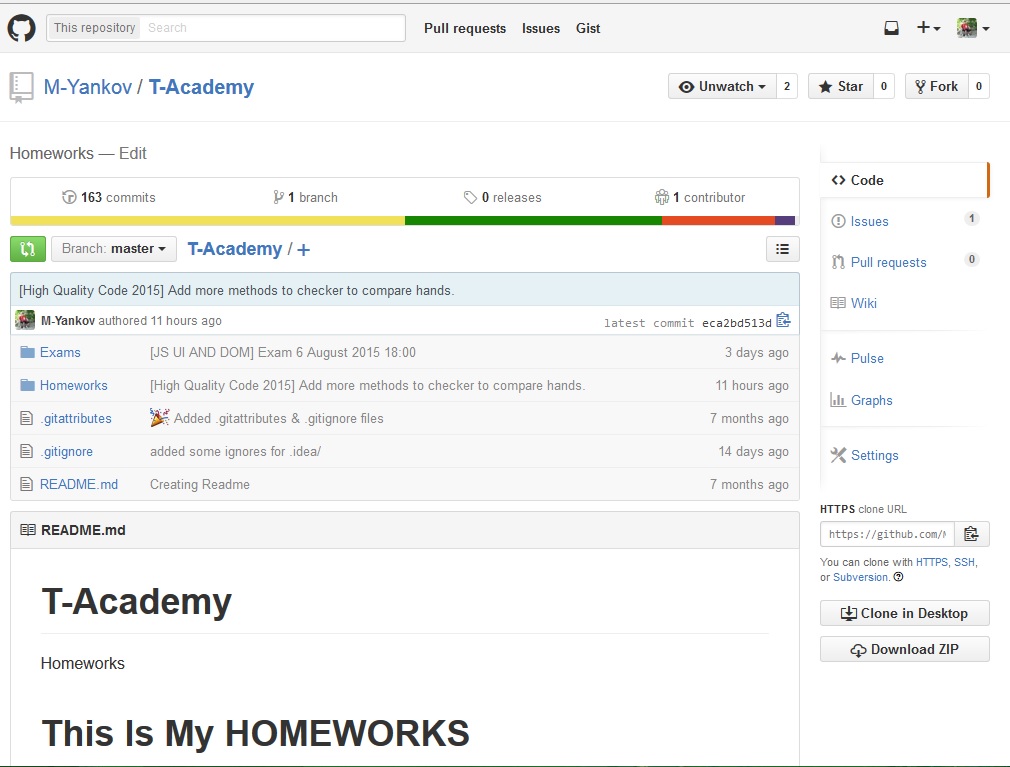 This repository Search Pull requests Issues Gist
M-Yankov / T-Academy Unwatch 2 Star 0 Fork 0
Homeworks — Edit
163 commits 1 branch 0 releases 1 contributor
Branch: master T-Academy / +
[High Quality Code 2015] Add more methods to checker to compare hands.
M-Yankov authored 11 hours ago latest commit eca2bd513d
Exams [JS UI AND DOM] Exam 6 August 2015 18:00 3 days ago
Homeworks [High Quality Code 2015] Add more methods to checker to compare hands. 11 hours ago
.gitattributes Added .gitattributes & .gitignore files 7 months ago
.gitignore added some ignores for .idea/ 14 days ago
README.md Creating Readme 7 months ago
README.md
T-Academy
Homeworks
This Is My HOMEWORKS
Code
Issues 1
Pull requests 0
Wiki
Pulse
Graphs
Settings
HTTPS clone URL
https://github.com/
You can clone with HTTPS, SSH,
or Subversion.
Clone in Desktop
Download ZIP